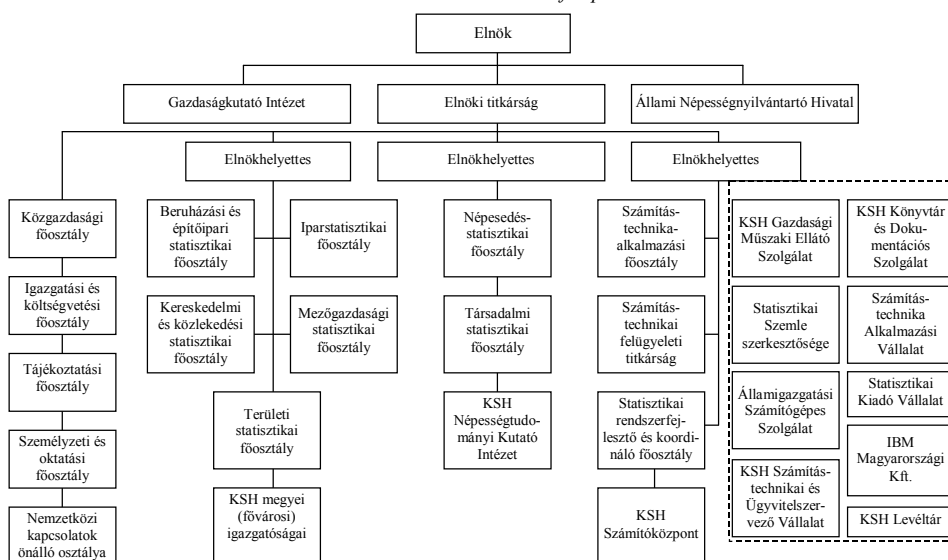 Elnök
Gazdaságkutató Intézet
Elnöki titkárság
Állami Népességnyilvántartó Hivatal
Elnökhelyettes
Elnökhelyettes
Elnökhelyettes
Közgazdasági
főosztály
Igazgatási és
költségvetési
főosztály
Tájékoztatási
főosztály
Személyzeti és
oktatási
főosztály
Nemzetközi
kapcsolatok
önálló osztálya
Beruházási és
építőipari
statisztikai
főosztály
Iparstatisztikai
főosztály
Kereskedelmi
és közlekedési
statisztikai
főosztály
Mezőgazdasági
statisztikai
főosztály
Területi
statisztikai
főosztály
KSH megyei
(fővárosi)
igazgatóságai
Népesedés-
statisztikai
főosztály
Társadalmi
statisztikai
főosztály
KSH
Népességtudo-
mányi Kutató
Intézet
Számítás-
technika-
alkalmazási
főosztály
Számítás-
technikai
felügyeleti
titkárság
Statisztikai
rendszerfej-
lesztő és koordi-
náló főosztály
KSH
Számítóközpont
KSH Gazdasági
Műszaki Ellátó
Szolgálat
Statisztikai
Szemle
szerkesztősége
Államigazgatási
Számítógépes
Szolgálat
KSH Számítás-
technikai és
Ügyvitelszer-
vező Vállalat
KSH Könyvtár
és Doku-
mentációs
Szolgálat
Számítás-
technika
Alkalmazási
Vállalat
Statisztikai
Kiadó Vállalat
IBM
Magyarországi
Kft.
KSH Levéltár